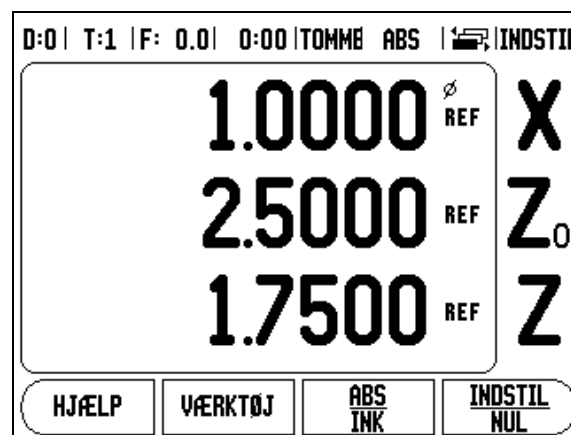 D:0 | T:1 | F: 0.0 | 0:00 | TOMME ABS | INDSTIL
1.0000 Ø REF X
2.5000 REF Z0
1.7500 REF Z
HJÆLP VÆRKTØJ ABS INK INDSTIL NUL